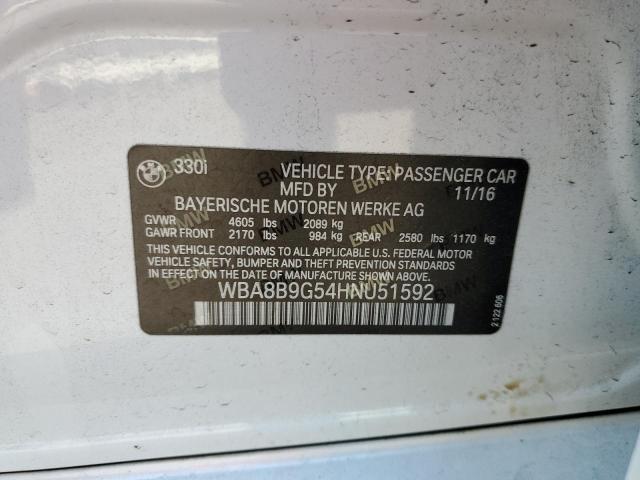 BMW 330i VEHICLE TYPE: PASSENGER CAR
MFD BY 11/16
BAYERISCHE MOTOREN WERKE AG
GVWR 4605 lbs 2089 kg
GAWR FRONT 2170 lbs 984 kg REAR 2580 lbs 1170 kg
THIS VEHICLE CONFORMS TO ALL APPLICABLE U.S. FEDERAL MOTOR
VEHICLE SAFETY, BUMPER, AND THEFT PREVENTION STANDARDS
IN EFFECT ON THE DATE OF MANUFACTURE SHOWN ABOVE.
WBA8B9G54HNU51592
2 122 606